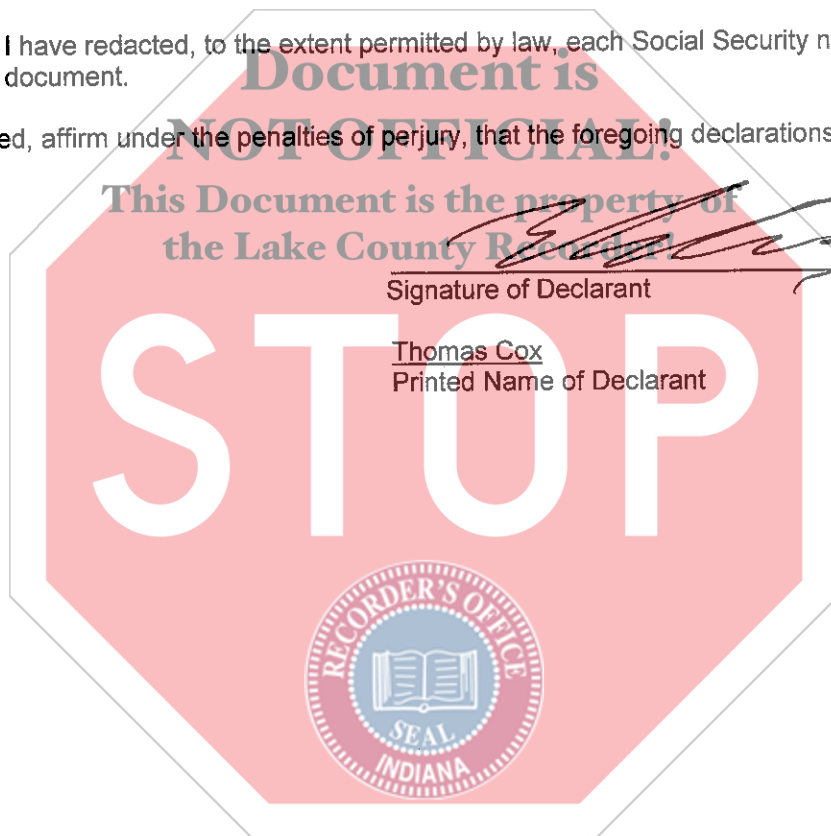 I have redacted, to the extent permitted by law, each Social Security n
document.
Document is
ed, affirm under the penalties of perjury, that the foregoing declarations
NOT OFFICIAL!
This Document is the property of
the Lake County Recorder!
Signature of Declarant
Thomas Cox
Printed Name of Declarant
STOP
RECORDER'S OFFICE
SEAL
INDIANA